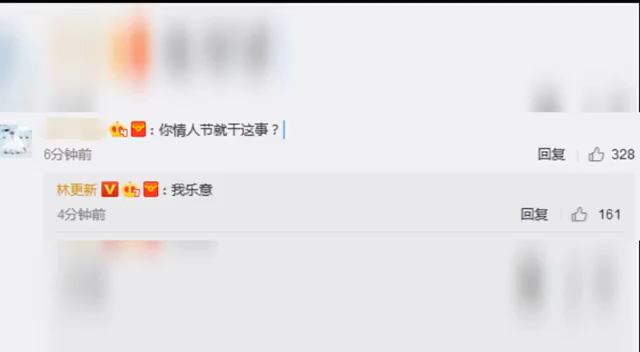 ：你情人节就干这事？
6分钟前 回复 328
林更新 V ：我乐意
4分钟前 回复 161